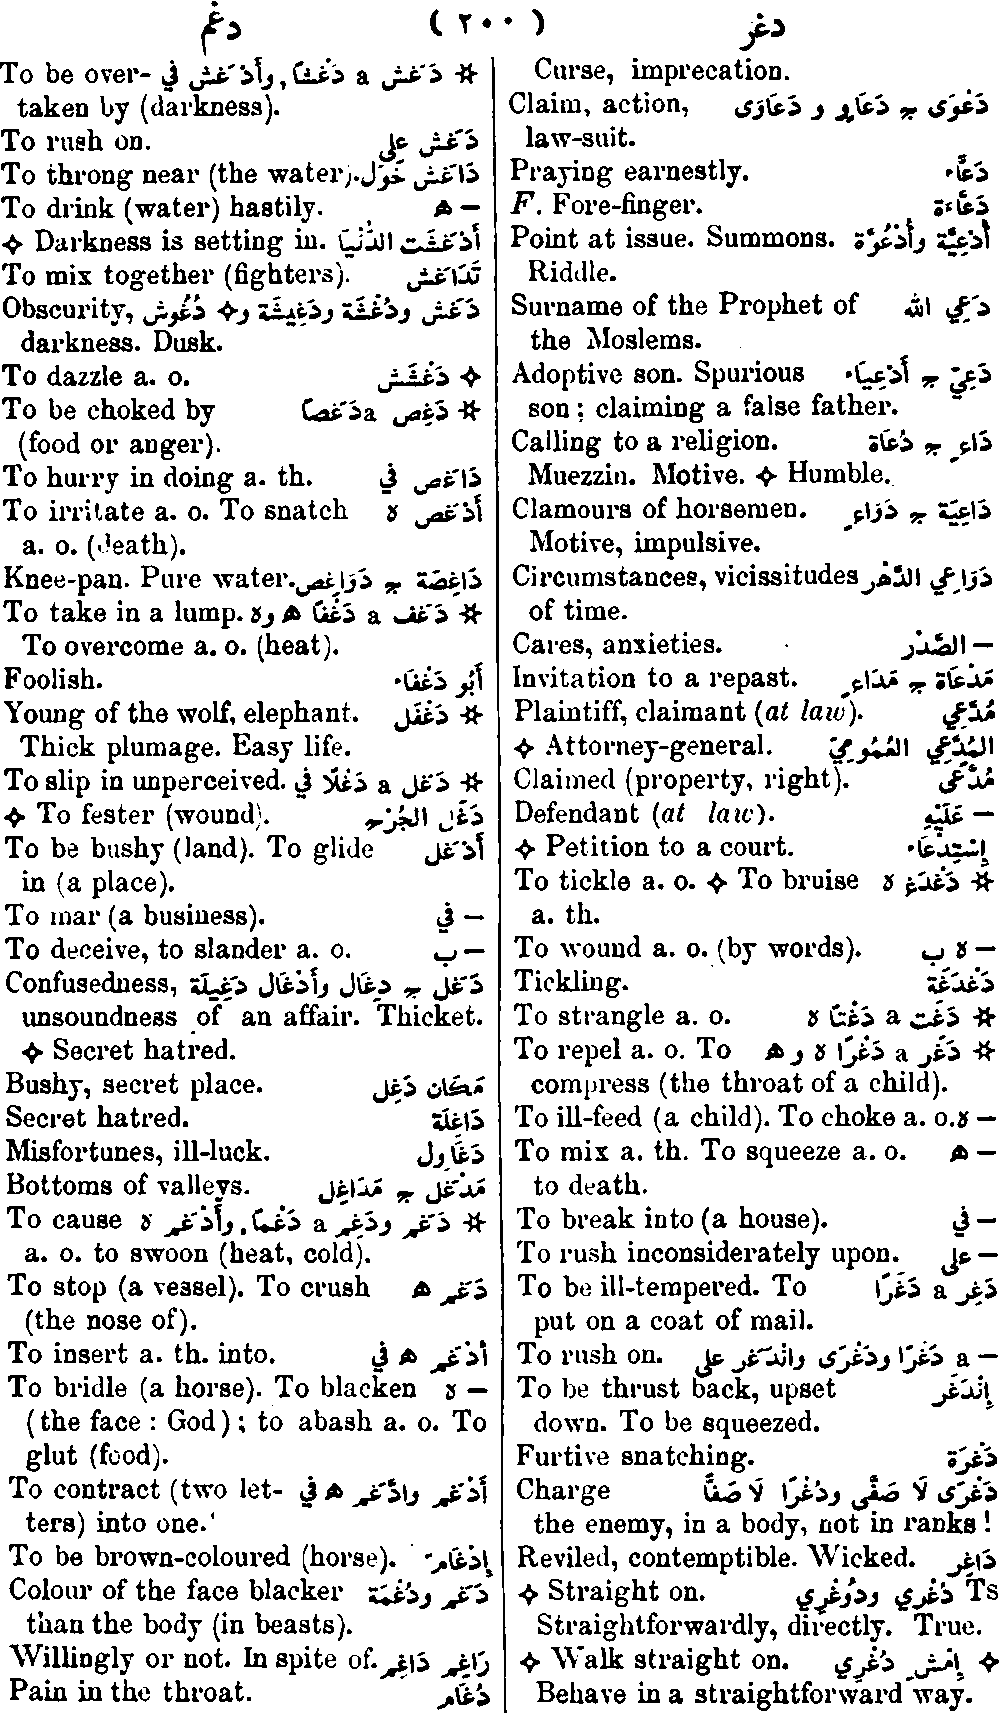 دغر ( ٢٠٠ ) دغم
Curse, imprecation.
Claim, action, دَعْوَى ج دَعَاوٍ و دَعَاوَى
law-suit.
Praying earnestly. دَعَّاء
F. Fore-finger. دَعَّاءَة
Point at issue. Summons. أُدْعِيَّة وأُدْعُوَّة
Riddle.
Surname of the Prophet of دَعِي الله
the Moslems.
Adoptive son. Spurious دَعِيّ ج أَدْعِيَاء
son; claiming a false father.
Calling to a religion. دَاعٍ ج دُعَاة
Muezzin. Motive. ✧ Humble.
Clamours of horsemen. دَاعِيَة ج دَوَاعٍ
Motive, impulsive.
Circumstances, vicissitudes دَوَاعِي الدَّهْر
of time.
Cares, anxieties. — الصَّدْر
Invitation to a repast. مَدْعَاة ج مَدَاعٍ
Plaintiff, claimant (at law). مُدَّعِي
✧ Attorney-general. المُدَّعِي العُمُومِيّ
Claimed (property, right). مُدَّعًى
Defendant (at law). — عَلَيْهِ
✧ Petition to a court. إِسْتِدْعَاء
To tickle a. o. ✧ To bruise ✲ دَغْدَغ ه
a. th.
To wound a. o. (by words). — ه ب
Tickling. دَغْدَغَة
To strangle a. o. ✲ دَغَت a دَغْتًا ه
To repel a. o. To ✲ دَغَر a دَغْرًا ه و ه
compress (the throat of a child).
To ill-feed (a child). To choke a. o. — ه
To mix a. th. To squeeze a. o. — ه
to death.
To break into (a house). — في
To rush inconsiderately upon. — على
To be ill-tempered. To دَغِر a دَغَرًا
put on a coat of mail.
To rush on. — a دَغْرًا ودَغْرَى وانْدَغَر على
To be thrust back, upset إِنْدَغَر
down. To be squeezed.
Furtive snatching. دَغْرَة
Charge دَغْرَى لَا صَفَّى ودَغْرًا لَا صَفًّا
the enemy, in a body, not in ranks!
Reviled, contemptible. Wicked. دَاغِر
✧ Straight on. دُغْرِي ودُوغْرِي Ts
Straightforwardly, directly. True.
✧ Walk straight on. إِمْشِ دُغْرِي ✧
Behave in a straightforward way.
To be over- ✲ دَغَش a دَغْشًا, وأَدْغَش في
taken by (darkness).
To rush on. دَغَش على
To throng near (the water). دَاغَش حَوْل
To drink (water) hastily. — ه
✧ Darkness is setting in. أَدْغَشَت الدُّنْيَا
To mix together (fighters). تَدَاغَش
Obscurity, دَغَش ودُغْشَة ودَغِيشَة و✧ دُغُوش
darkness. Dusk.
To dazzle a. o. ✧ دَغْشَش
To be choked by ✲ دَغِص a دَغَصًا
(food or anger).
To hurry in doing a. th. دَاغَص في
To irritate a. o. To snatch أَدْغَص ه
a. o. (death).
Knee-pan. Pure water. دَاغِصَة ج دَوَاغِص
To take in a lump. ✲ دَغَف a دَغْفًا ه وه
To overcome a. o. (heat).
Foolish. أَبُو دَغْفَاء
Young of the wolf, elephant. ✲ دَغْفَل
Thick plumage. Easy life.
To slip in unperceived. ✲ دَغَل a دَغْلًا في
✧ To fester (wound). دَغَّل الجُرْح
To be bushy (land). To glide أَدْغَل
in (a place).
To mar (a business). — في
To deceive, to slander a. o. — ب
Confusedness, دَغَل ج دِغَال وأَدْغَال دَغِيلَة
unsoundness of an affair. Thicket.
✧ Secret hatred.
Bushy, secret place. مَكَان دَغِل
Secret hatred. دَاغِلَة
Misfortunes, ill-luck. دَغَاوِل
Bottoms of valleys. مَدْغَل ج مَدَاغِل
To cause ✲ دَغَم ودَغِم a دَغْمًا, وأَدْغَم ه
a. o. to swoon (heat, cold).
To stop (a vessel). To crush دَغَم ه
(the nose of).
To insert a. th. into. أَدْغَم ه في
To bridle (a horse). To blacken — ه
(the face : God); to abash a. o. To
glut (food).
To contract (two let- أَدْغَم وادَّغَم ه في
ters) into one.
To be brown-coloured (horse). إِدْغَامّ
Colour of the face blacker دَغَم ودُغْمَة
than the body (in beasts).
Willingly or not. In spite of. رَاغِم دَاغِم
Pain in the throat. دُغَام